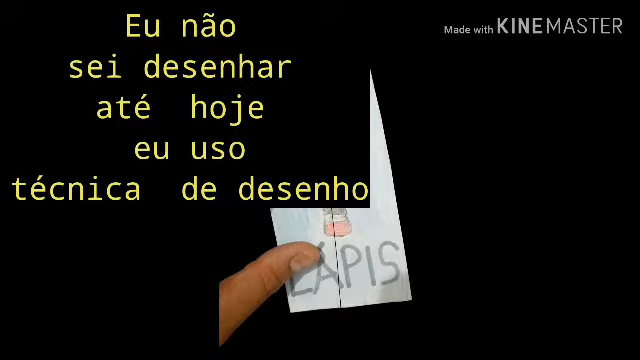 Eu não
sei desenhar
até hoje
eu uso
técnica de desenho
Made with KINEMASTER
LÁPIS